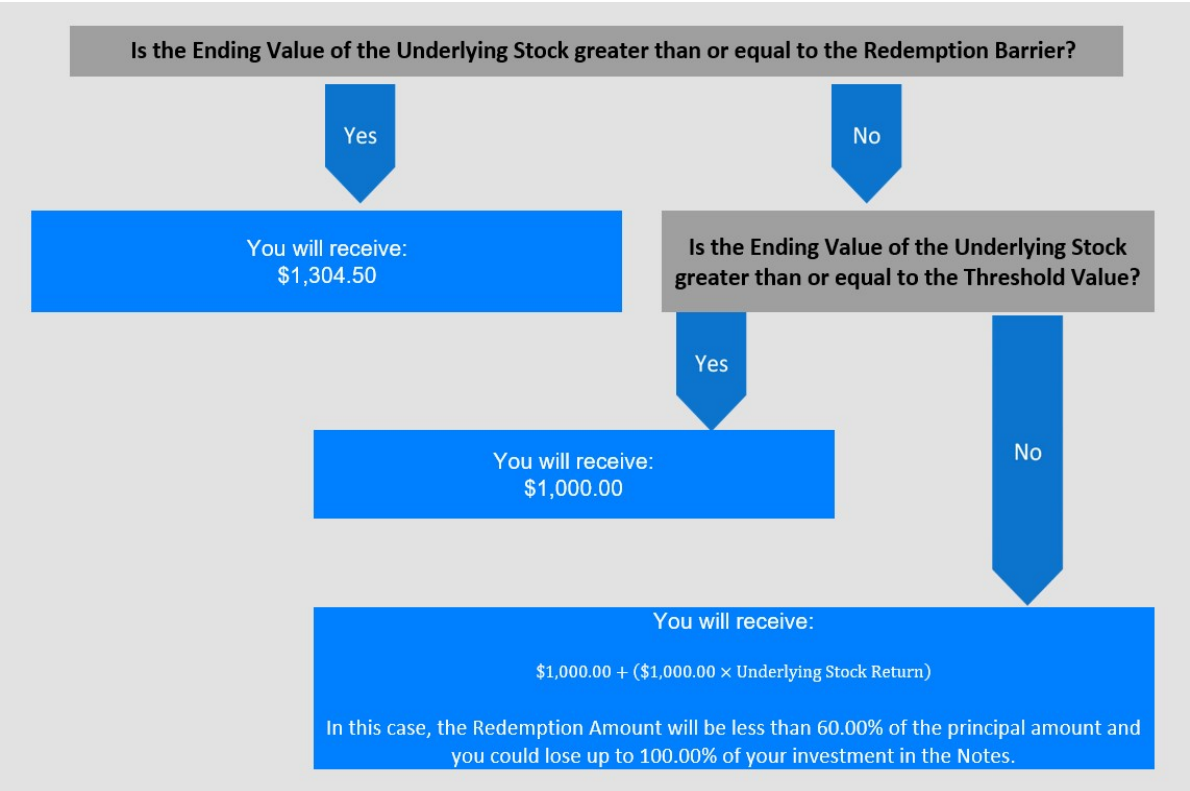 Is the Ending Value of the Underlying Stock greater than or equal to the Redemption Barrier?
Yes
No
You will receive:
$1,304.50
Is the Ending Value of the Underlying Stock
greater than or equal to the Threshold Value?
Yes
No
You will receive:
$1,000.00
You will receive:
$1,000.00 + ($1,000.00 × Underlying Stock Return)
In this case, the Redemption Amount will be less than 60.00% of the principal amount and
you could lose up to 100.00% of your investment in the Notes.